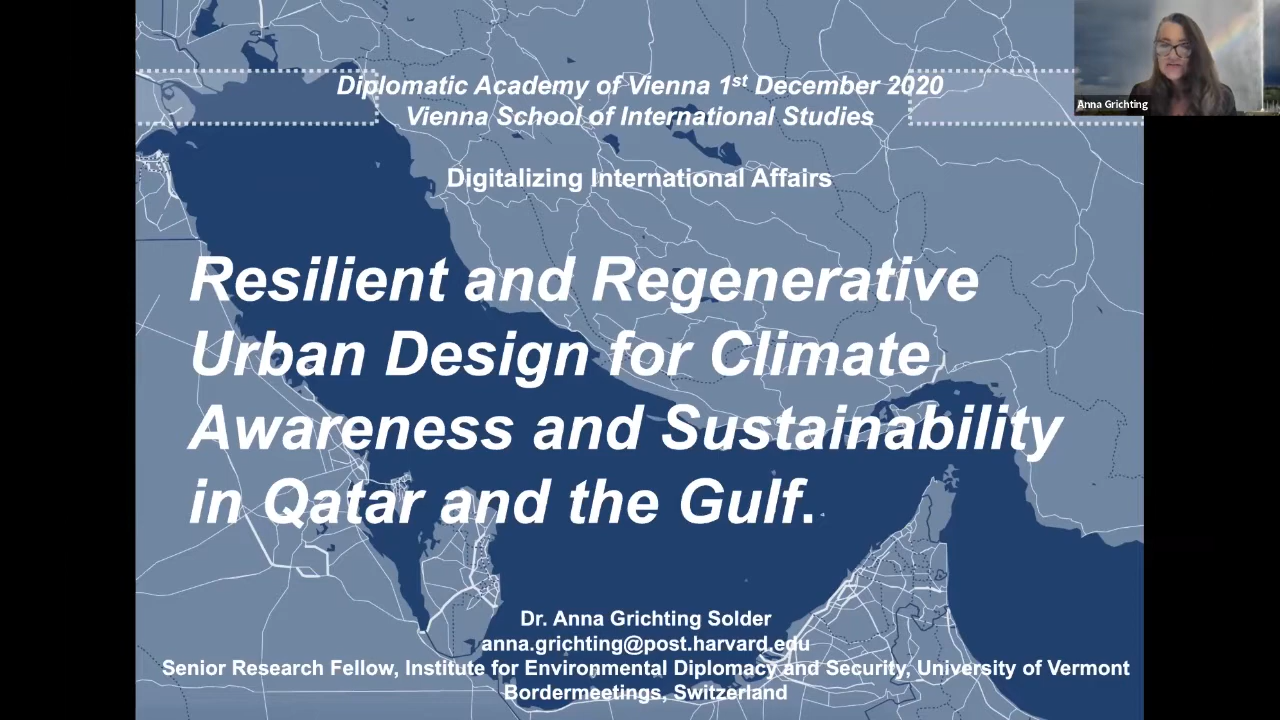 Diplomatic Academy of Vienna 1st December 2020
Vienna School of International Studies
Digitalizing International Affairs
Resilient and Regenerative
Urban Design for Climate
Awareness and Sustainability
in Qatar and the Gulf.
Dr. Anna Grichting Solder
anna.grichting@post.harvard.edu
Senior Research Fellow, Institute for Environmental Diplomacy and Security, University of Vermont
Bordermeetings, Switzerland
Anna Grichting